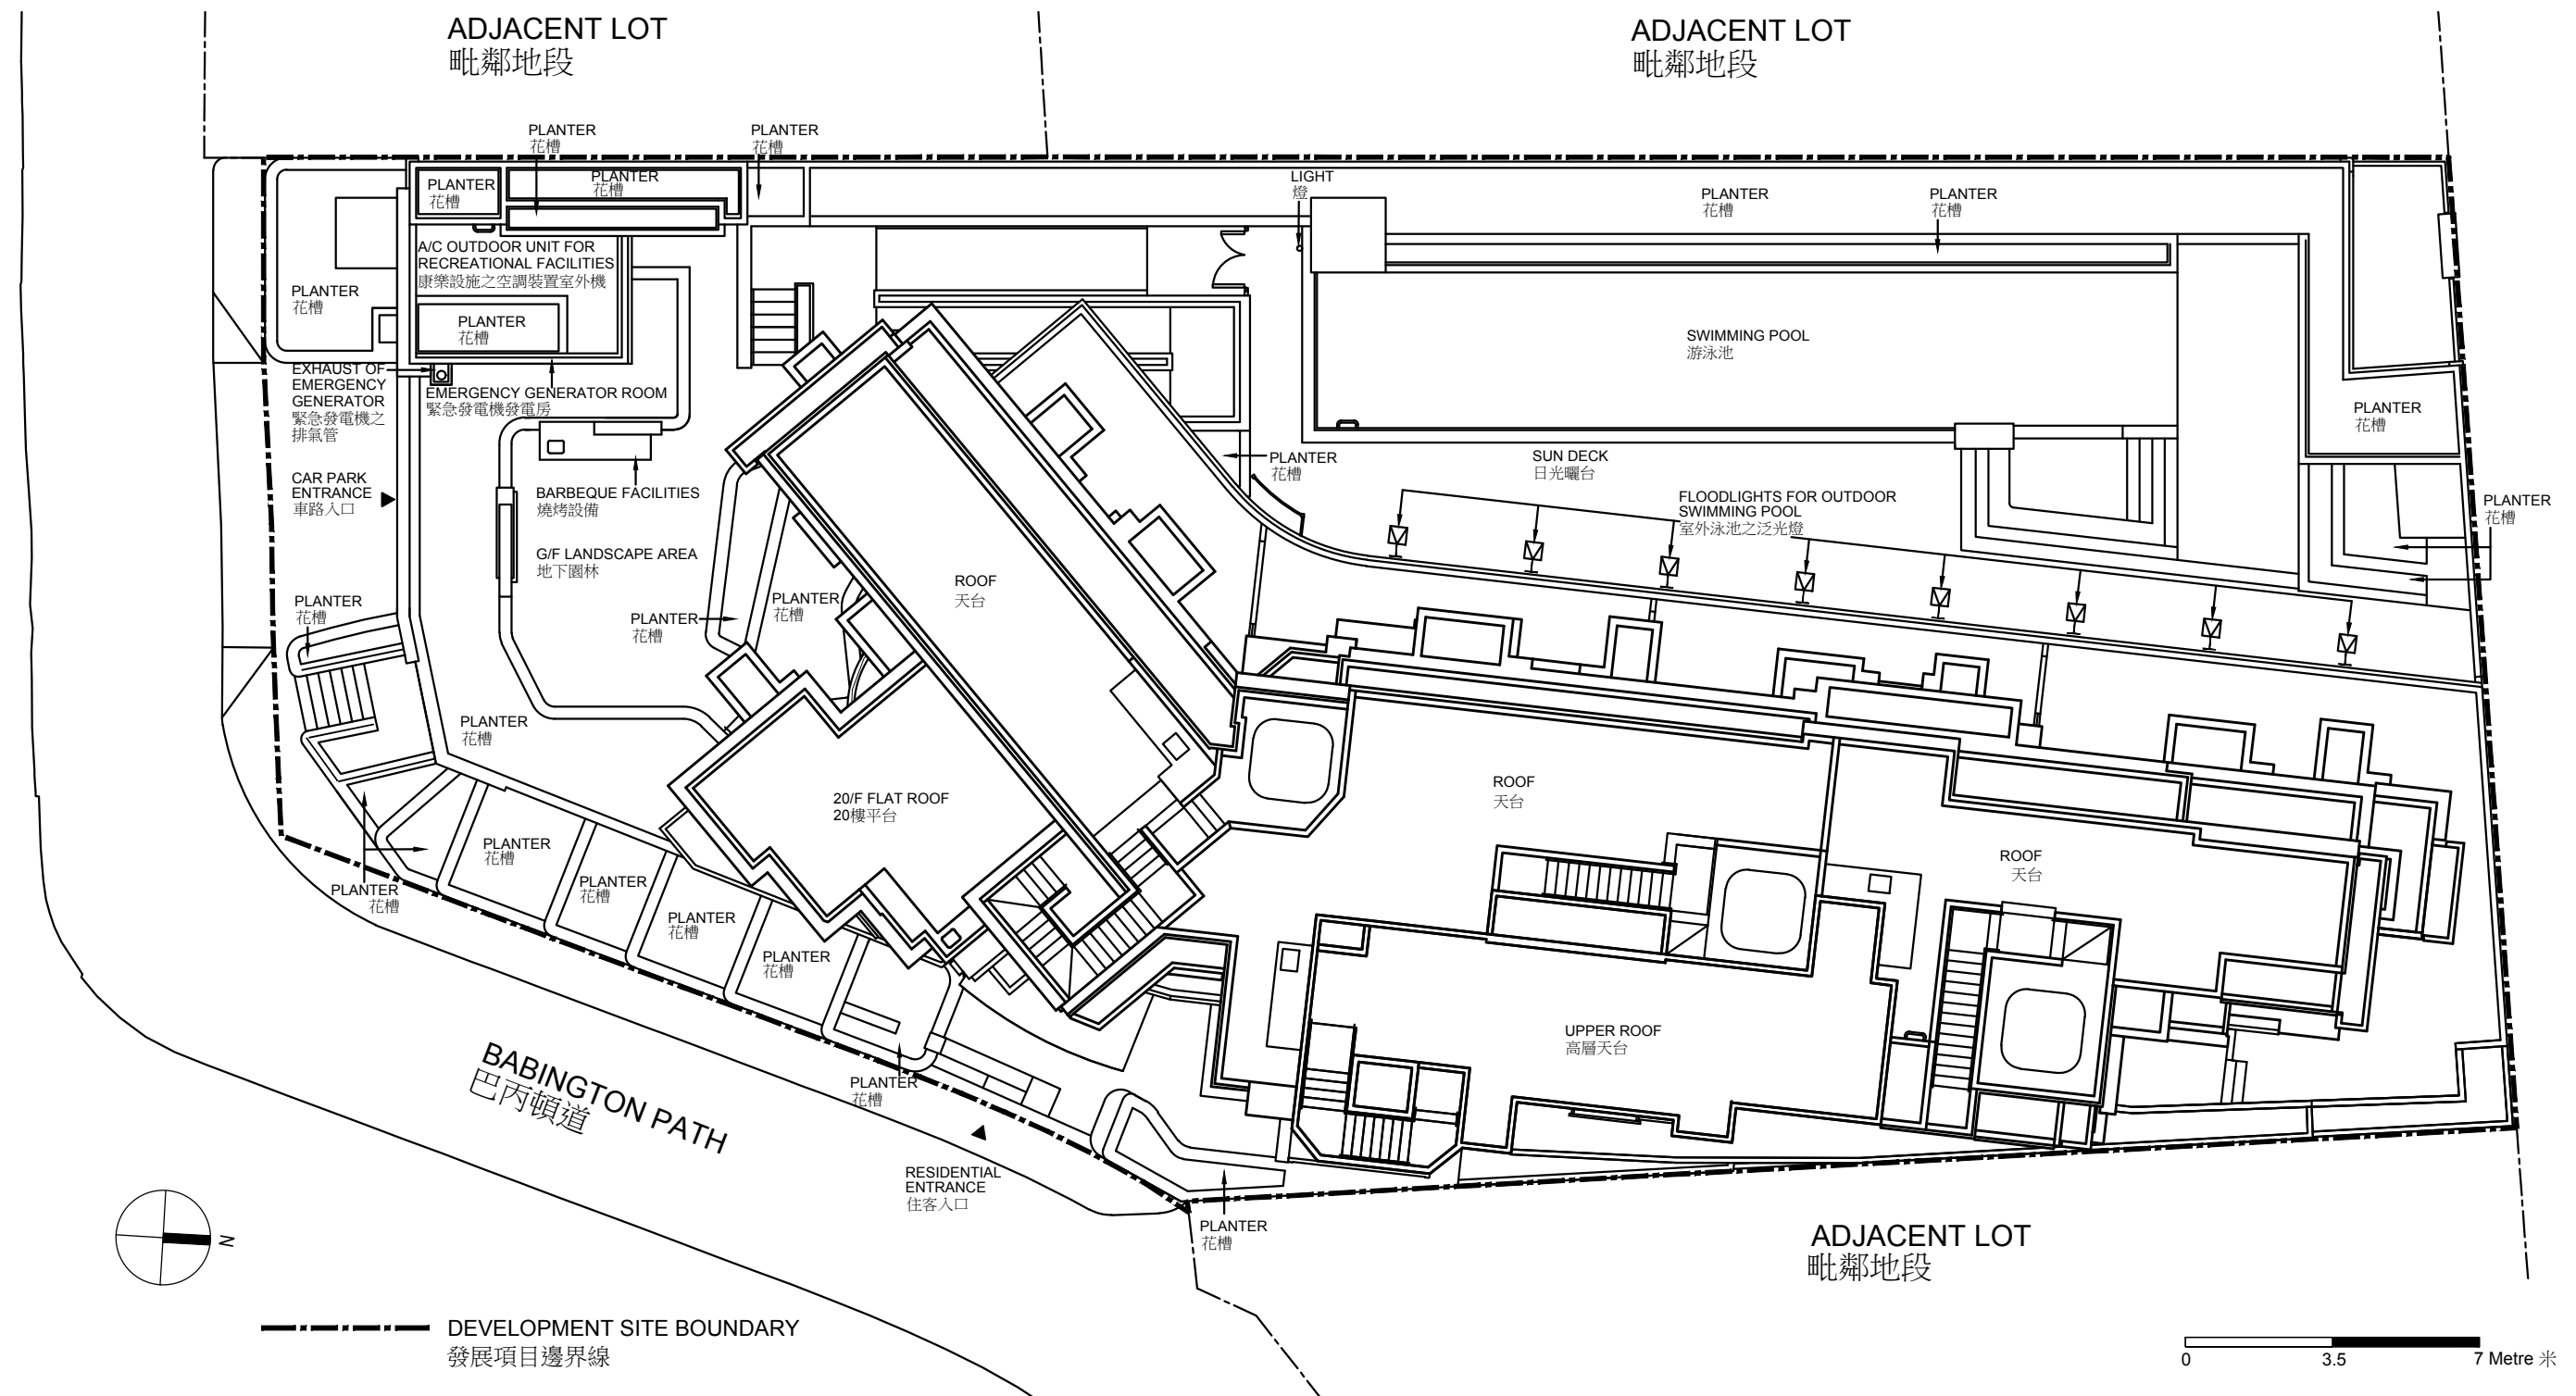 ADJACENT LOT
毗鄰地段
ADJACENT LOT
毗鄰地段
PLANTER
花槽
PLANTER
花槽
PLANTER
花槽
PLANTER
花槽
LIGHT
燈
PLANTER
花槽
PLANTER
花槽
A/C OUTDOOR UNIT FOR
RECREATIONAL FACILITIES
康樂設施之空調裝置室外機
PLANTER
花槽
PLANTER
花槽
SWIMMING POOL
游泳池
EXHAUST OF
EMERGENCY
GENERATOR
緊急發電機之
排氣管
EMERGENCY GENERATOR ROOM
緊急發電機發電房
PLANTER
花槽
CAR PARK
ENTRANCE
車路入口
BARBEQUE FACILITIES
燒烤設備
PLANTER
花槽
SUN DECK
日光曬台
FLOODLIGHTS FOR OUTDOOR
SWIMMING POOL
室外泳池之泛光燈
PLANTER
花槽
G/F LANDSCAPE AREA
地下園林
ROOF
天台
PLANTER
花槽
PLANTER
花槽
PLANTER
花槽
PLANTER
花槽
20/F FLAT ROOF
20樓平台
ROOF
天台
ROOF
天台
PLANTER
花槽
PLANTER
花槽
PLANTER
花槽
PLANTER
花槽
PLANTER
花槽
UPPER ROOF
高層天台
BABINGTON PATH
巴丙頓道
PLANTER
花槽
RESIDENTIAL
ENTRANCE
住客入口
PLANTER
花槽
ADJACENT LOT
毗鄰地段
N
DEVELOPMENT SITE BOUNDARY
發展項目邊界線
0 3.5 7 Metre 米